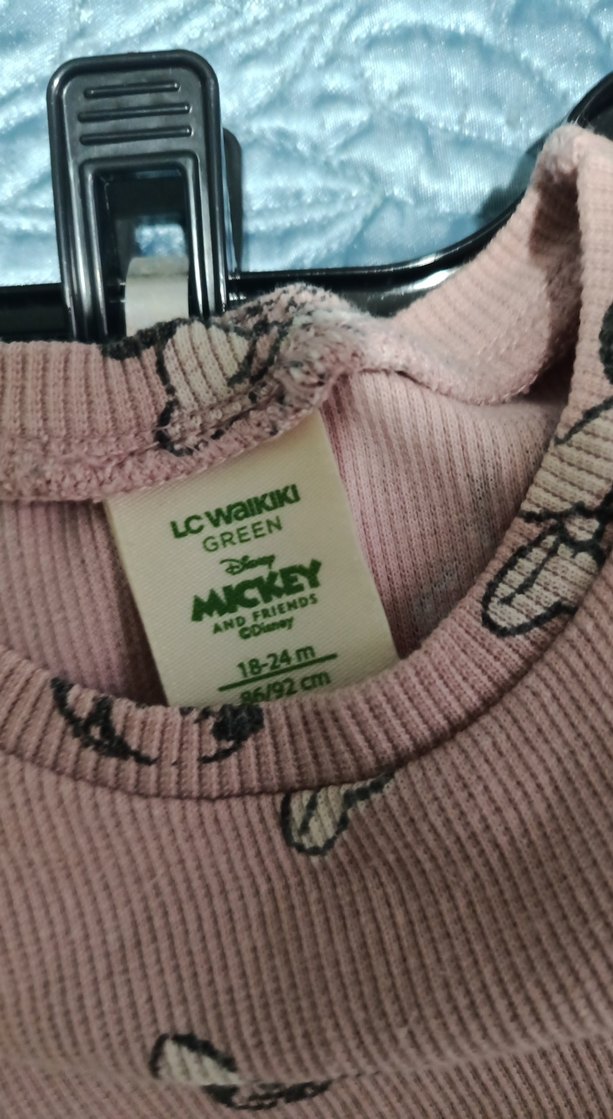 LC WAIKIKI
GREEN
Disney
MICKEY
AND FRIENDS
©Disney
18-24 m
86/92 cm